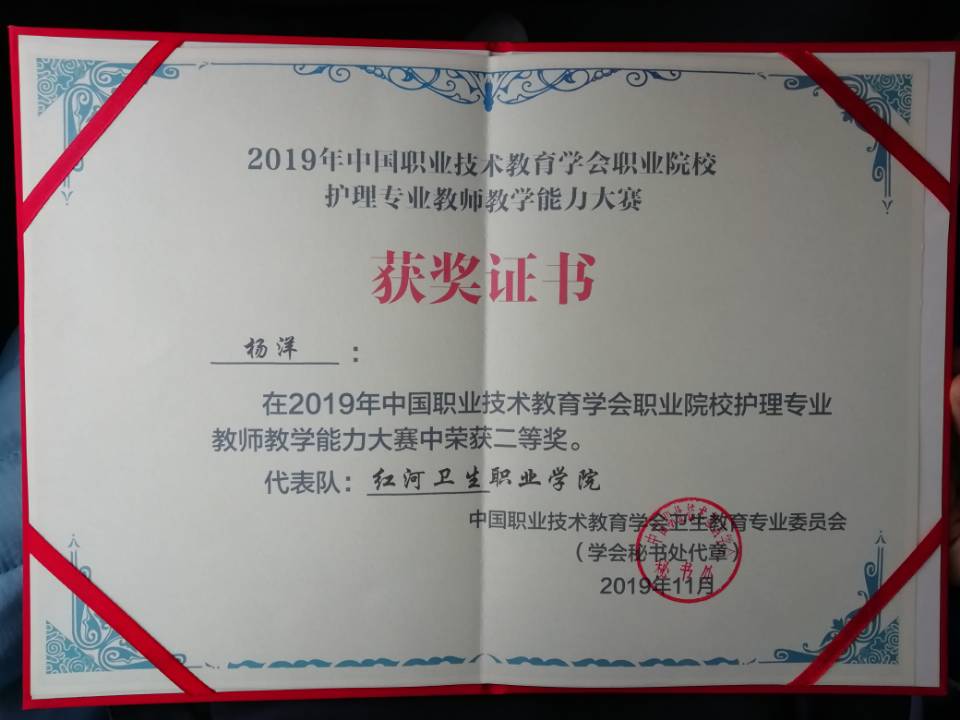 2019年中国职业技术教育学会职业院校
护理专业教师教学能力大赛
获奖证书
杨洋：
在2019年中国职业技术教育学会职业院校护理专业
教师教学能力大赛中荣获二等奖。
代表队：红河卫生职业学院
中国职业技术教育学会卫生教育专业委员会
（学会秘书处代章）
2019年11月
秘书处